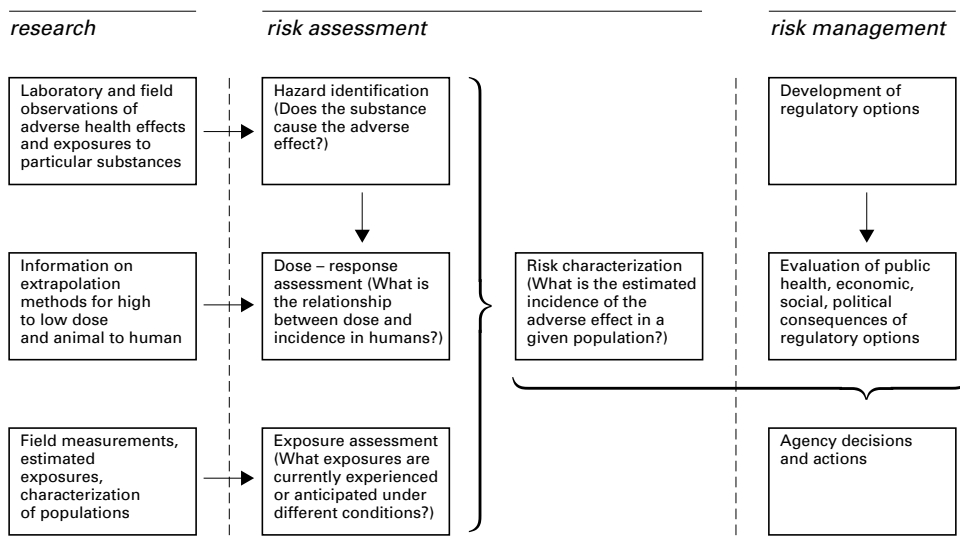 research
risk assessment
risk management
Laboratory and field
observations of
adverse health effects
and exposures to
particular substances
Hazard identification
(Does the substance
cause the adverse
effect?)
Development of
regulatory options
Information on
extrapolation
methods for high
to low dose
and animal to human
Dose – response
assessment (What is
the relationship
between dose and
incidence in humans?)
Risk characterization
(What is the estimated
incidence of the
adverse effect in a
given population?)
Evaluation of public
health, economic,
social, political
consequences of
regulatory options
Field measurements,
estimated
exposures,
characterization
of populations
Exposure assessment
(What exposures are
currently experienced
or anticipated under
different conditions?)
Agency decisions
and actions